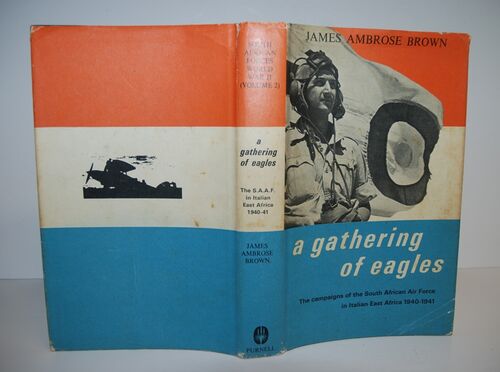 SOUTH
AFRICAN
FORCES
WORLD
WAR II
(VOLUME 2)
a
gathering
of eagles
The S.A.A.F.
in Italian
East Africa
1940-41
JAMES
AMBROSE
BROWN
PURNELL
JAMES AMBROSE BROWN
a gathering
of eagles
The campaigns of the South African Air Force
in Italian East Africa 1940-1941